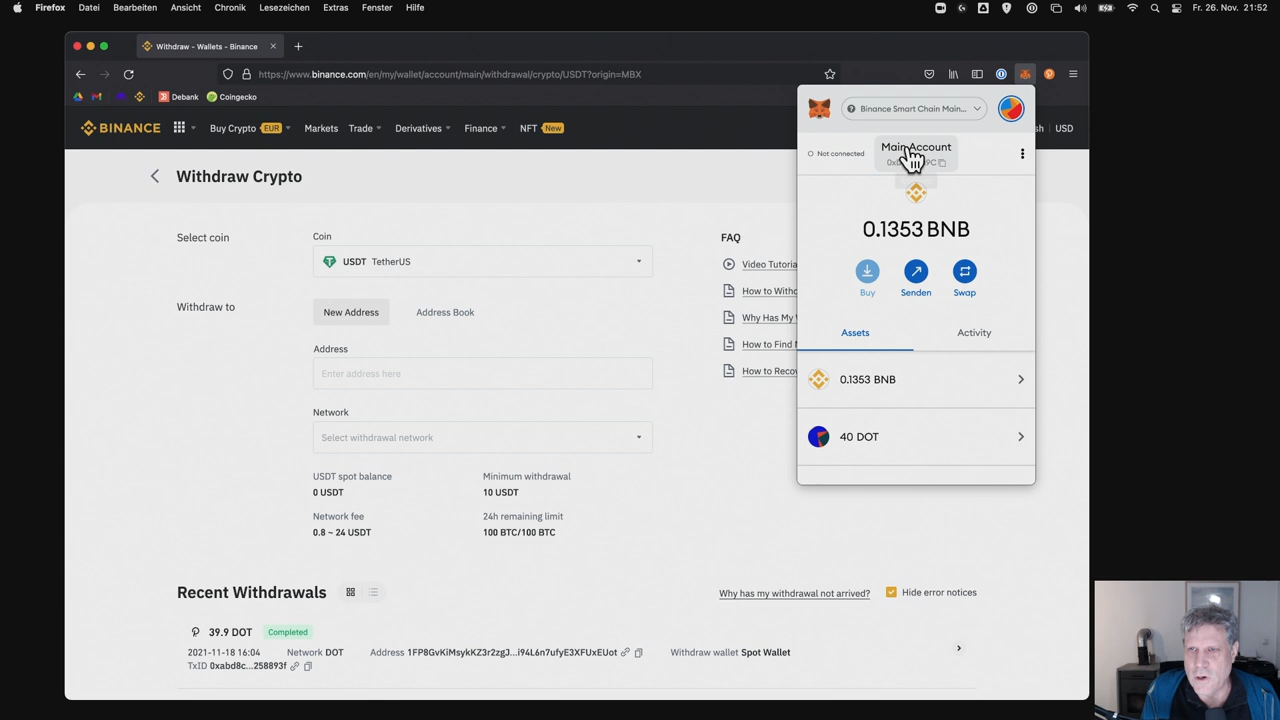 Firefox Datei Bearbeiten Ansicht Chronik Lesezeichen Extras Fenster Hilfe Fr. 26. Nov. 21:52
Withdraw - Wallets - Binance
https://www.binance.com/en/my/wallet/account/main/withdrawal/crypto/USDT?origin=MBX
Debank Coingecko
BINANCE Buy Crypto EUR Markets Trade Derivatives Finance NFT New USD
Withdraw Crypto
Select coin
Coin
USDT TetherUS
Withdraw to
New Address Address Book
Address
Enter address here
Network
Select withdrawal network
USDT spot balance Minimum withdrawal
0 USDT 10 USDT
Network fee 24h remaining limit
0.8 ~ 24 USDT 100 BTC/100 BTC
FAQ
Video Tutoria
How to Withd
Why Has My
How to Find
How to Recov
Binance Smart Chain Main...
Not connected
Main Account
0.1353 BNB
Buy Senden Swap
Assets Activity
0.1353 BNB
40 DOT
Recent Withdrawals
Why has my withdrawal not arrived? Hide error notices
39.9 DOT Completed
2021-11-18 16:04 Network DOT Address 1FP8GvKiMsykKZ3r2zgJ...i94L6n7ufyE3XFUxEUot Withdraw wallet Spot Wallet
TxID 0xabd8c...258893f